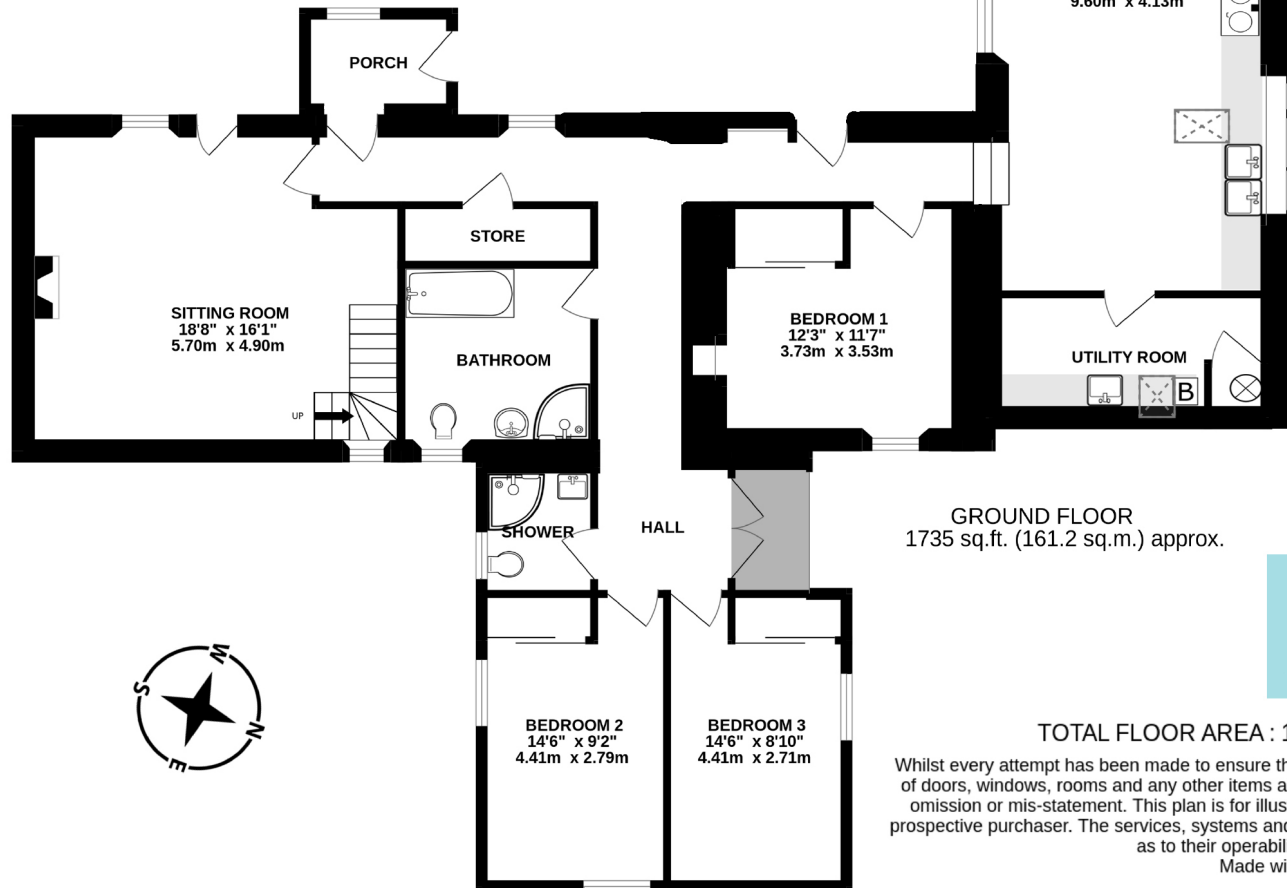 9.60m x 4.13m
PORCH
STORE
SITTING ROOM
18'8" x 16'1"
5.70m x 4.90m
BEDROOM 1
12'3" x 11'7"
3.73m x 3.53m
BATHROOM
UTILITY ROOM
B
UP
GROUND FLOOR
1735 sq.ft. (161.2 sq.m.) approx.
SHOWER
HALL
W
S
N
E
BEDROOM 2
14'6" x 9'2"
4.41m x 2.79m
BEDROOM 3
14'6" x 8'10"
4.41m x 2.71m
TOTAL FLOOR AREA : 1
Whilst every attempt has been made to ensure th
of doors, windows, rooms and any other items a
omission or mis-statement. This plan is for illus
prospective purchaser. The services, systems and
as to their operabil
Made wi